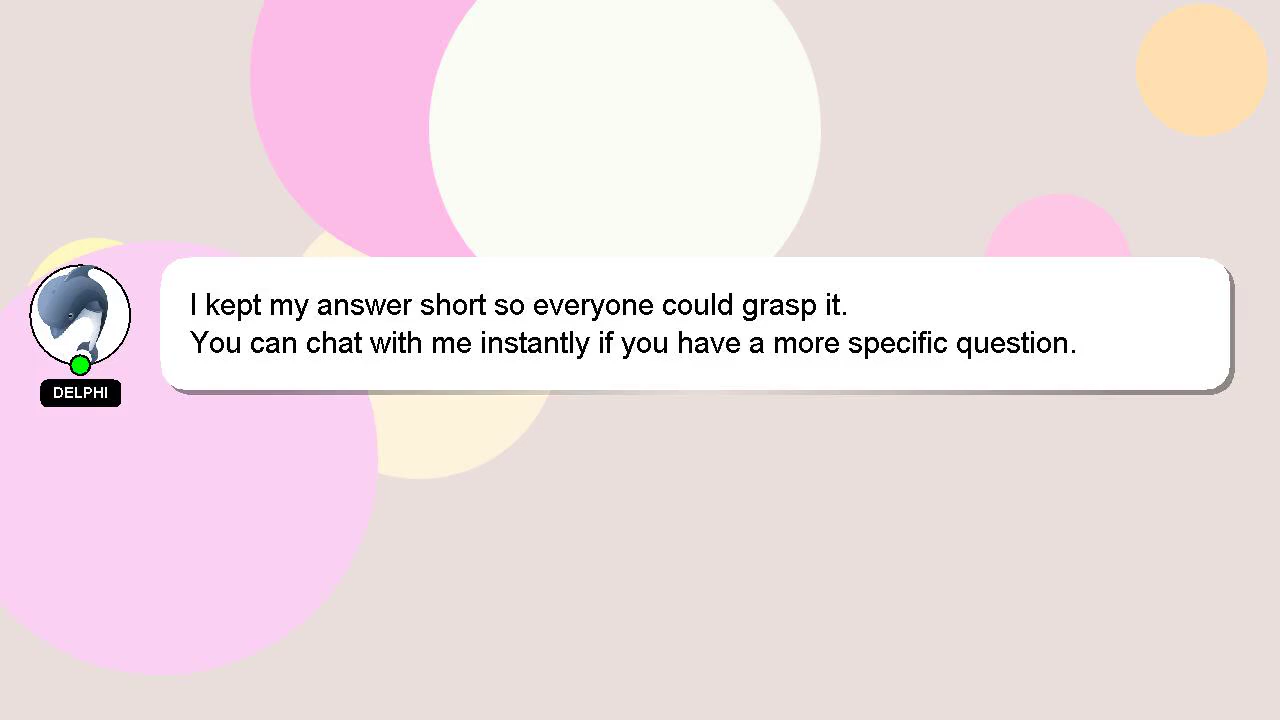 I kept my answer short so everyone could grasp it.
You can chat with me instantly if you have a more specific question.
DELPHI